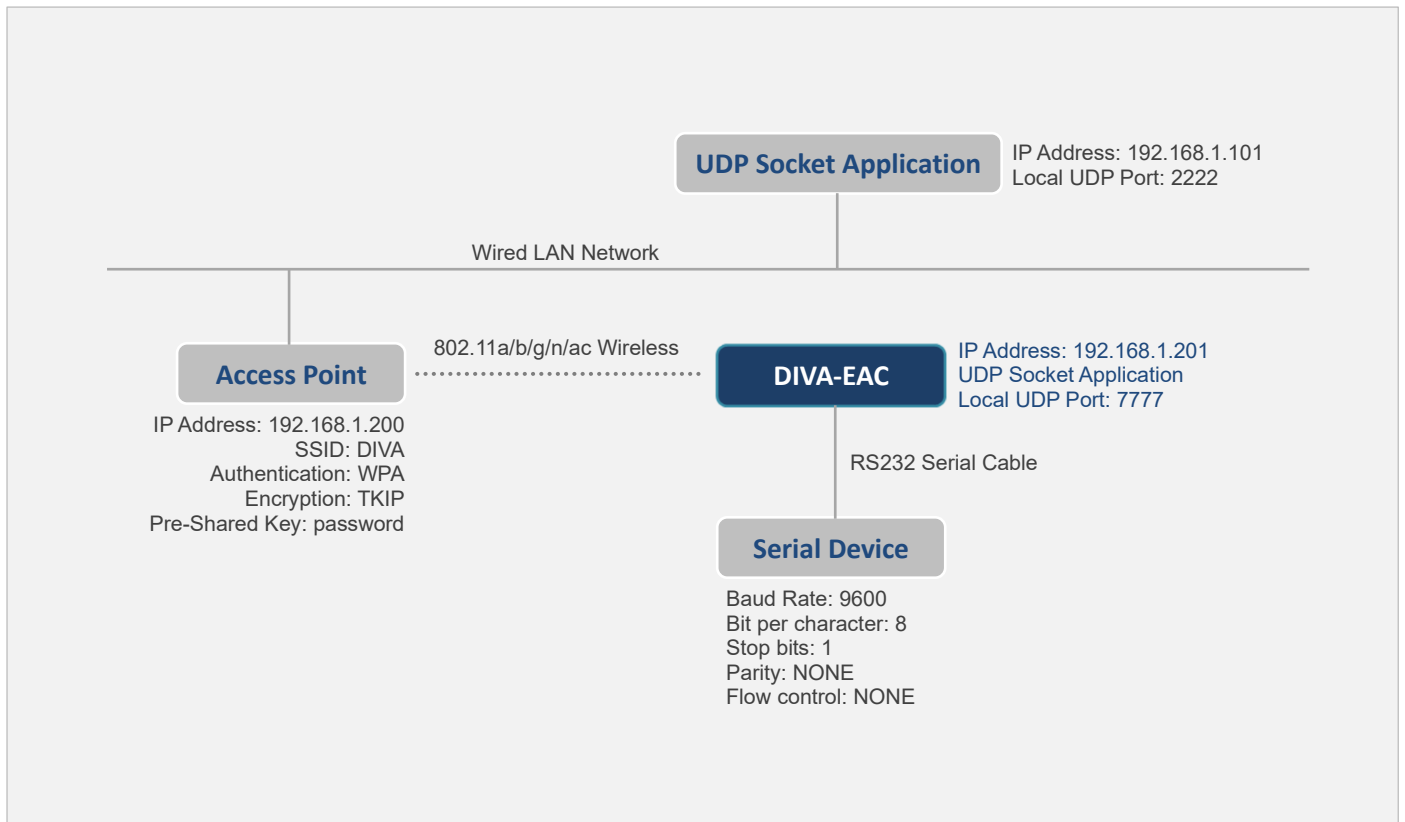 UDP Socket Application
IP Address: 192.168.1.101
Local UDP Port: 2222
Wired LAN Network
Access Point
802.11a/b/g/n/ac Wireless
DIVA-EAC
IP Address: 192.168.1.201
UDP Socket Application
Local UDP Port: 7777
IP Address: 192.168.1.200
SSID: DIVA
Authentication: WPA
Encryption: TKIP
Pre-Shared Key: password
RS232 Serial Cable
Serial Device
Baud Rate: 9600
Bit per character: 8
Stop bits: 1
Parity: NONE
Flow control: NONE